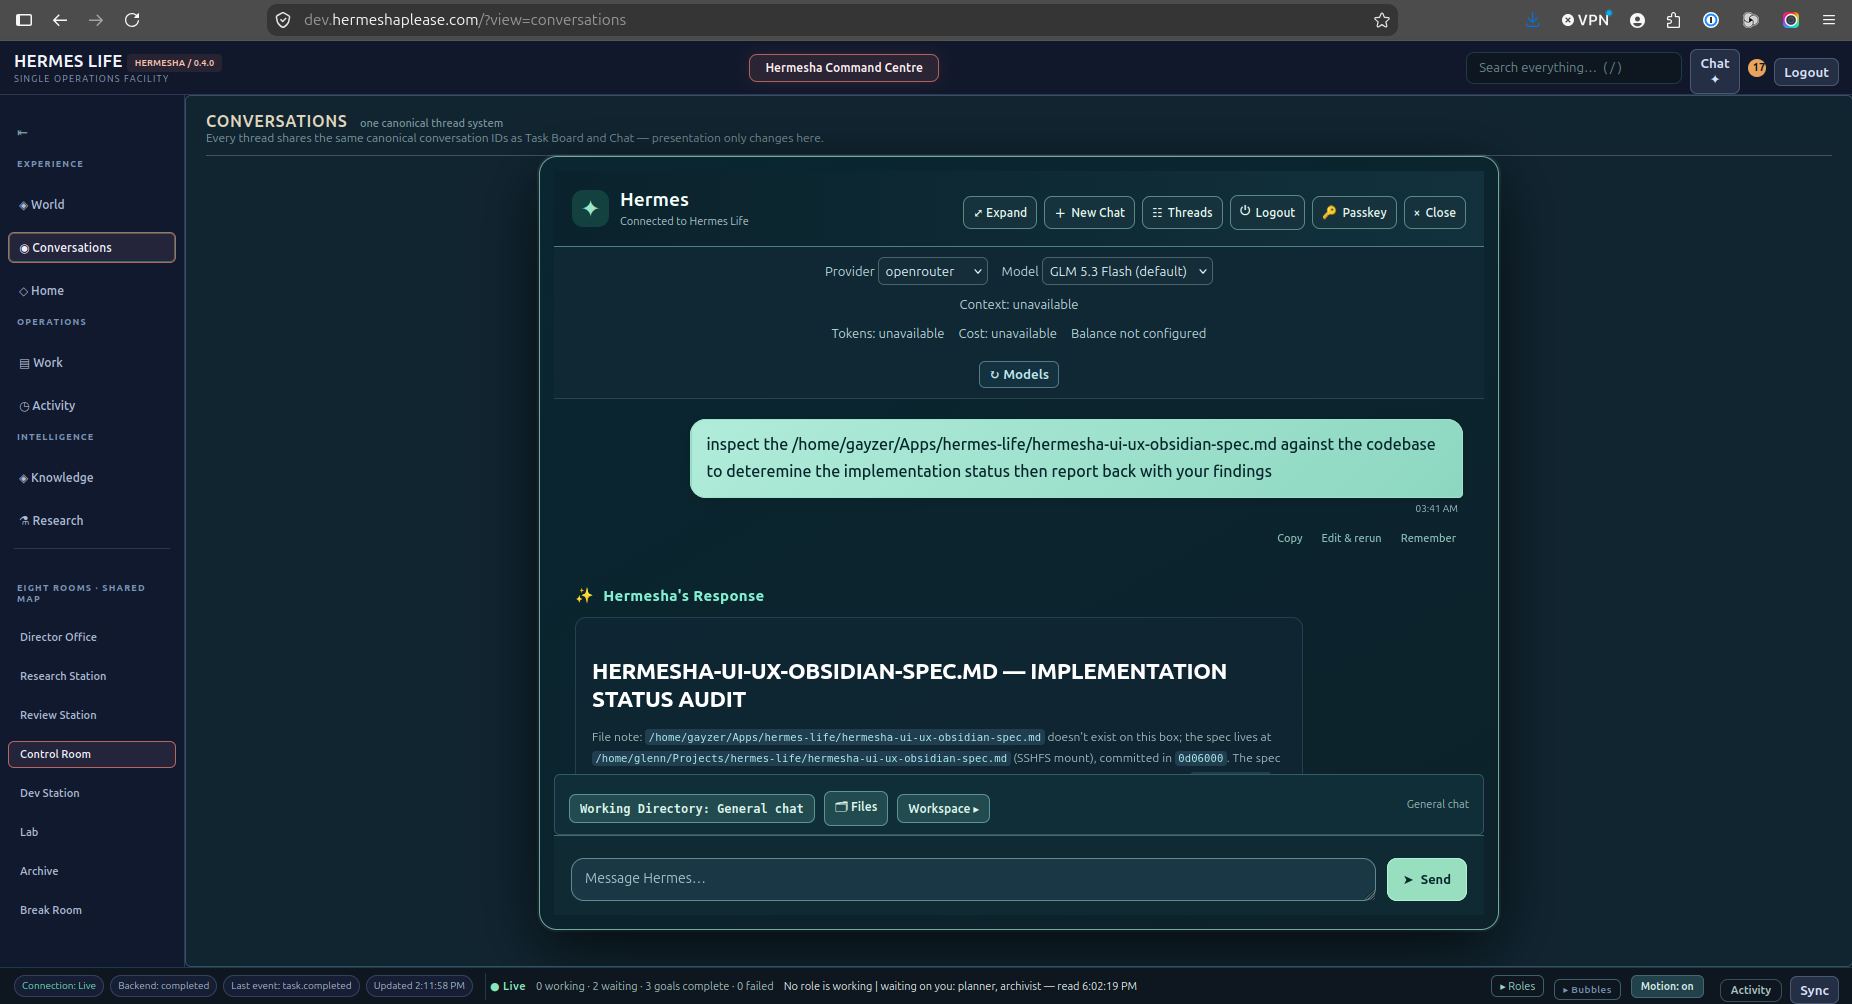 dev.hermeshaplease.com/?view=conversations
VPN
HERMES LIFE HERMESHA / 0.4.0
SINGLE OPERATIONS FACILITY
Hermesha Command Centre
Search everything… (/)
Chat
17
Logout
EXPERIENCE
World
Conversations
Home
OPERATIONS
Work
Activity
INTELLIGENCE
Knowledge
Research
EIGHT ROOMS · SHARED
MAP
Director Office
Research Station
Review Station
Control Room
Dev Station
Lab
Archive
Break Room
CONVERSATIONS one canonical thread system
Every thread shares the same canonical conversation IDs as Task Board and Chat — presentation only changes here.
Hermes
Connected to Hermes Life
Expand
+ New Chat
Threads
Logout
Passkey
× Close
Provider openrouter Model GLM 5.3 Flash (default)
Context: unavailable
Tokens: unavailable Cost: unavailable Balance not configured
↻ Models
inspect the /home/gayzer/Apps/hermes-life/hermesha-ui-ux-obsidian-spec.md against the codebase
to deteremine the implementation status then report back with your findings
03:41 AM
Copy Edit & rerun Remember
Hermesha's Response
HERMESHA-UI-UX-OBSIDIAN-SPEC.MD — IMPLEMENTATION
STATUS AUDIT
File note: /home/gayzer/Apps/hermes-life/hermesha-ui-ux-obsidian-spec.md doesn't exist on this box; the spec lives at
/home/glenn/Projects/hermes-life/hermesha-ui-ux-obsidian-spec.md (SSHFS mount), committed in 0d06000. The spec
Working Directory: General chat
Files
Workspace ▸
General chat
Message Hermes…
➤ Send
Connection: Live
Backend: completed
Last event: task.completed
Updated 2:11:58 PM
● Live 0 working · 2 waiting · 3 goals complete · 0 failed No role is working | waiting on you: planner, archivist — read 6:02:19 PM
▸ Roles
▸ Bubbles
Motion: on
Activity
Sync